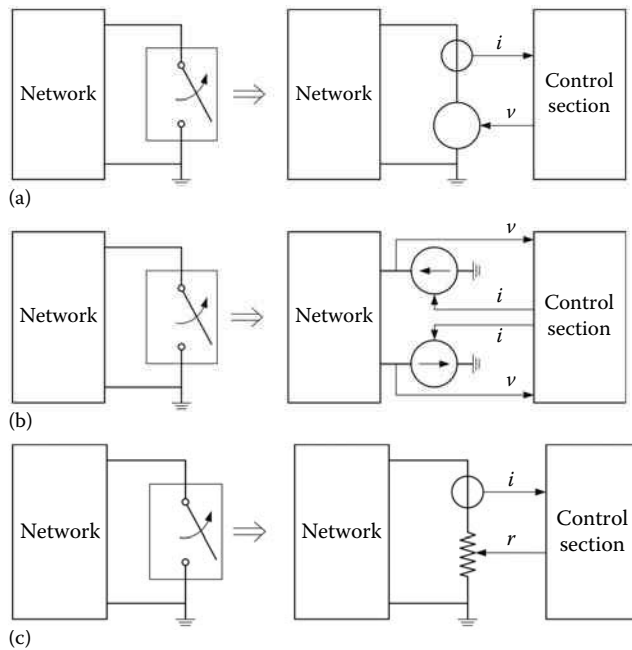 Network
Network
i
v
Control
section
(a)
Network
Network
v
i
i
v
Control
section
(b)
Network
Network
i
r
Control
section
(c)